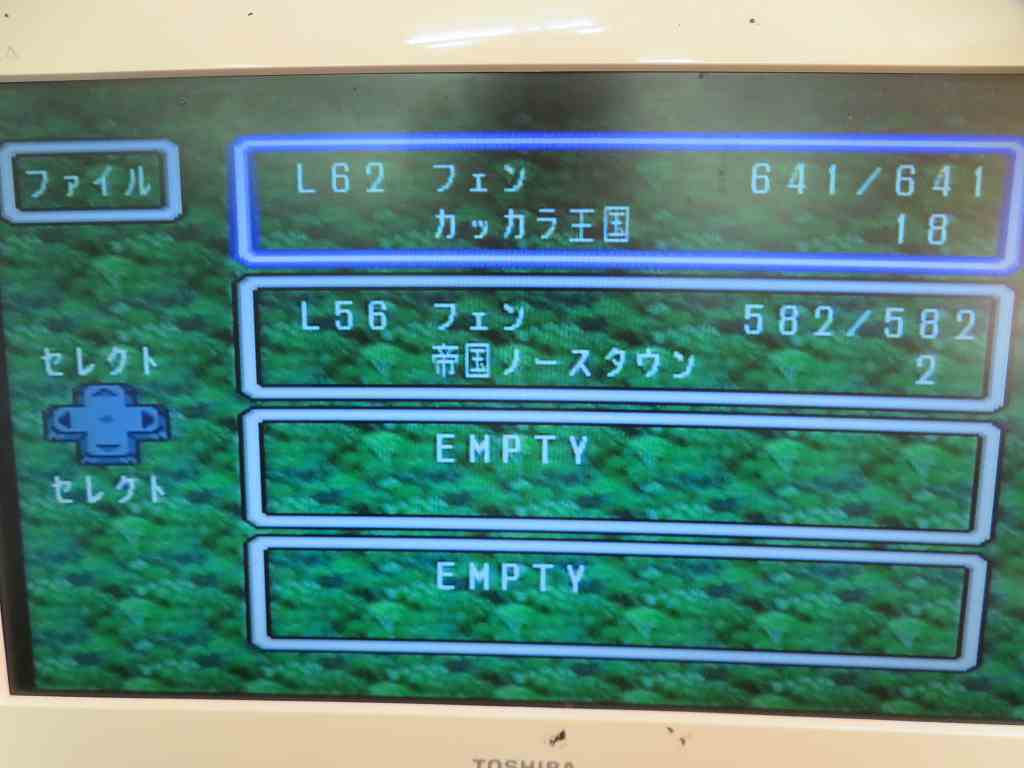 ファイル
L62 フェン 641/641
カッカラ王国 18
L56 フェン 582/582
帝国ノースタウン 2
セレクト
セレクト
EMPTY
EMPTY
TOSHIBA